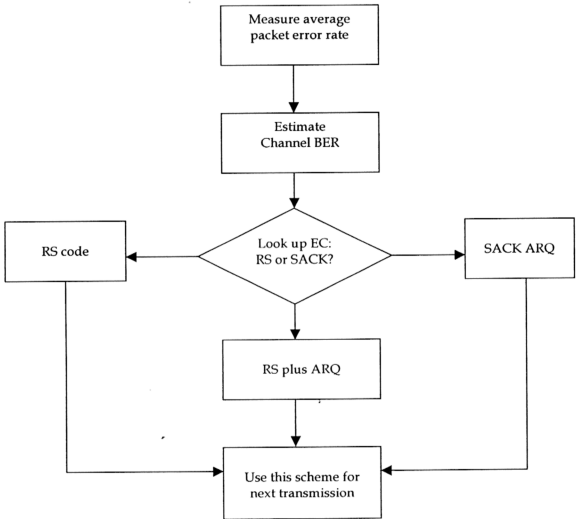 Measure average
packet error rate
Estimate
Channel BER
Look up EC:
RS or SACK?
RS code
SACK ARQ
RS plus ARQ
Use this scheme for
next transmission